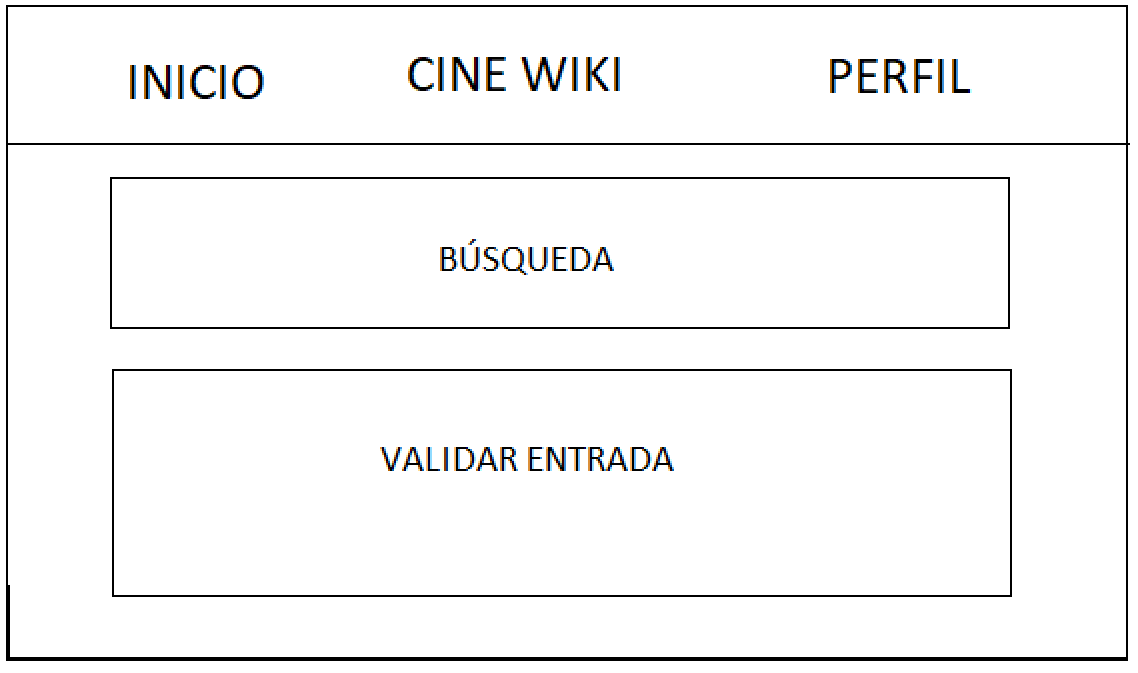 INICIO CINE WIKI PERFIL
BÚSQUEDA
VALIDAR ENTRADA